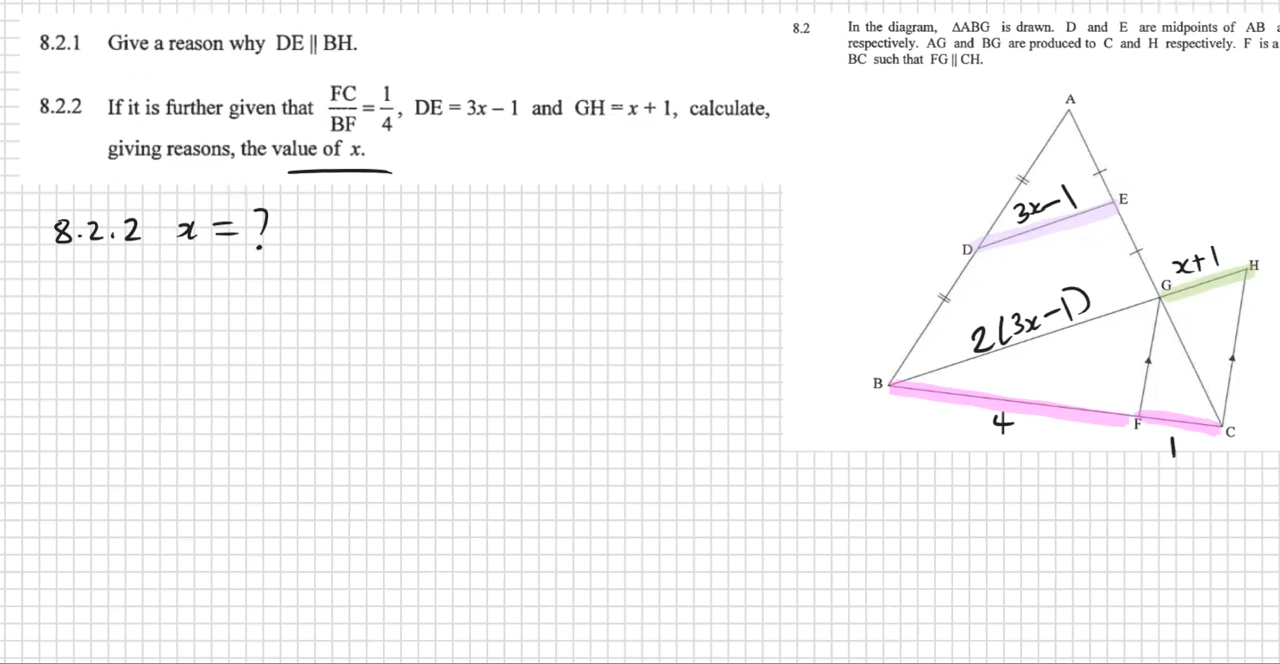 8.2.1 Give a reason why DE || BH.
8.2.2 If it is further given that FC/BF = 1/4, DE = 3x – 1 and GH = x + 1, calculate,
giving reasons, the value of x.
8.2.2 x = ?
8.2 In the diagram, ΔABG is drawn. D and E are midpoints of AB
respectively. AG and BG are produced to C and H respectively. F is a
BC such that FG || CH.
A
E
3x-1
D
x+1
H
G
2(3x-1)
B
4
F
C
1